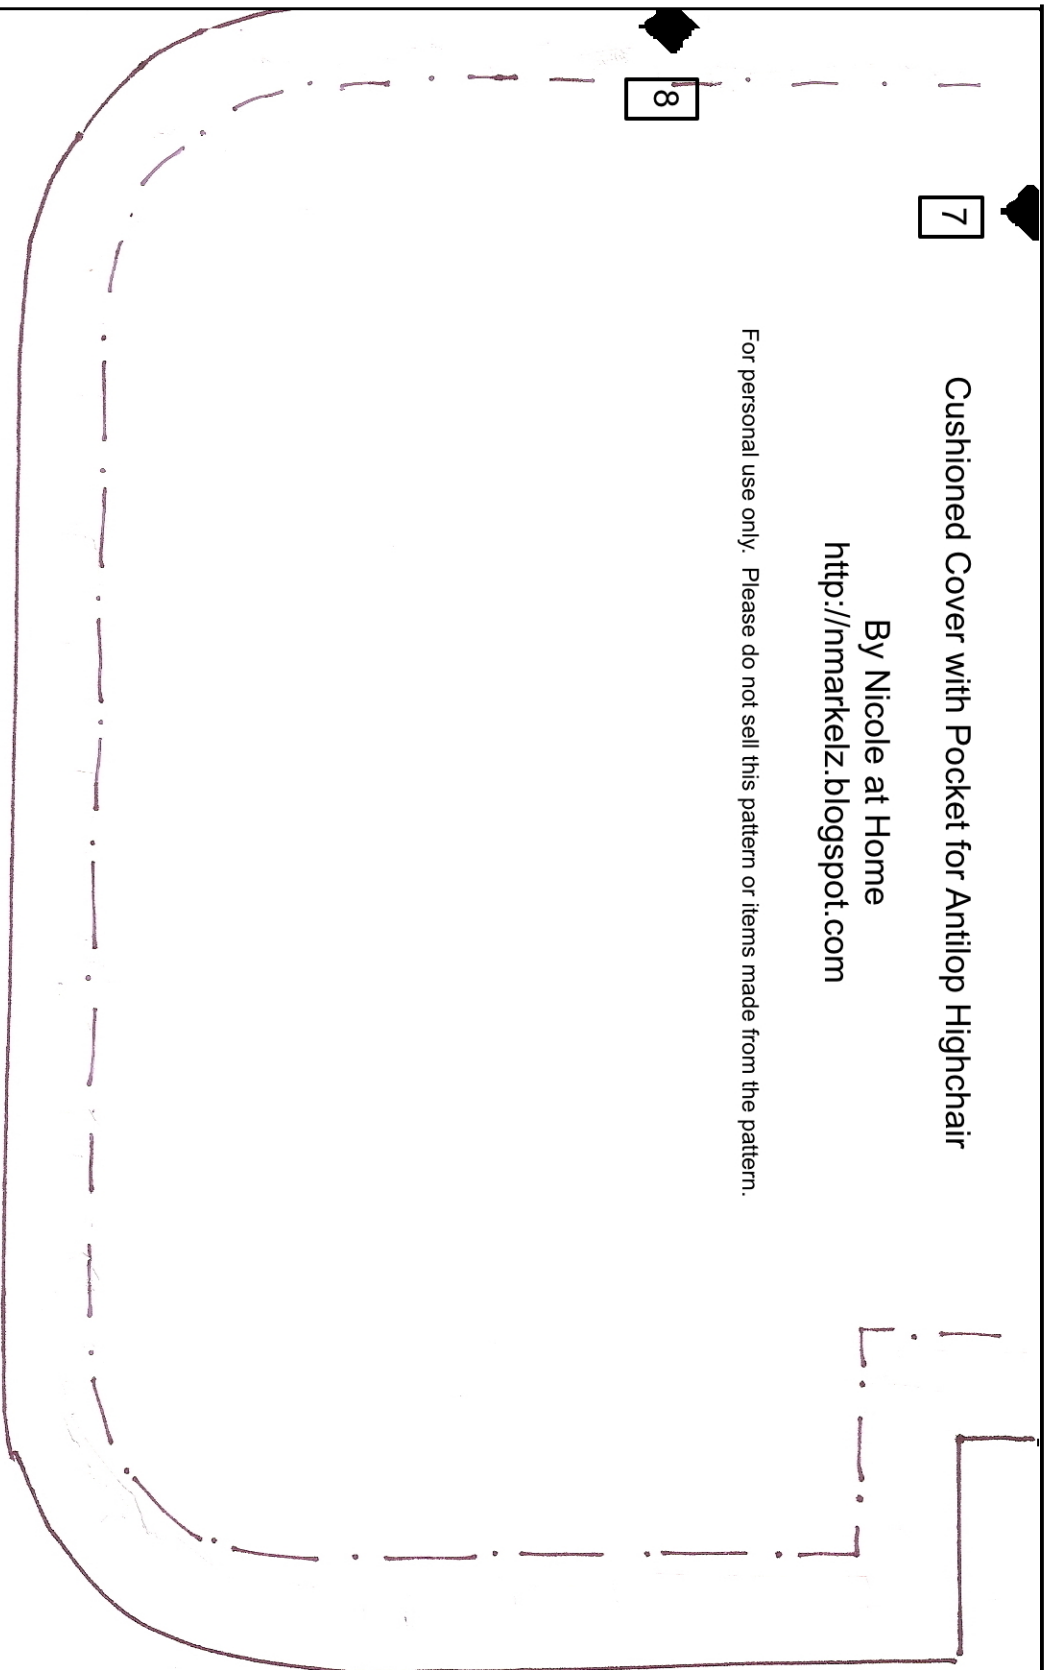 7
8
Cushioned Cover with Pocket for Antilop Highchair
By Nicole at Home
http://nmarkelz.blogspot.com
For personal use only. Please do not sell this pattern or items made from the pattern.